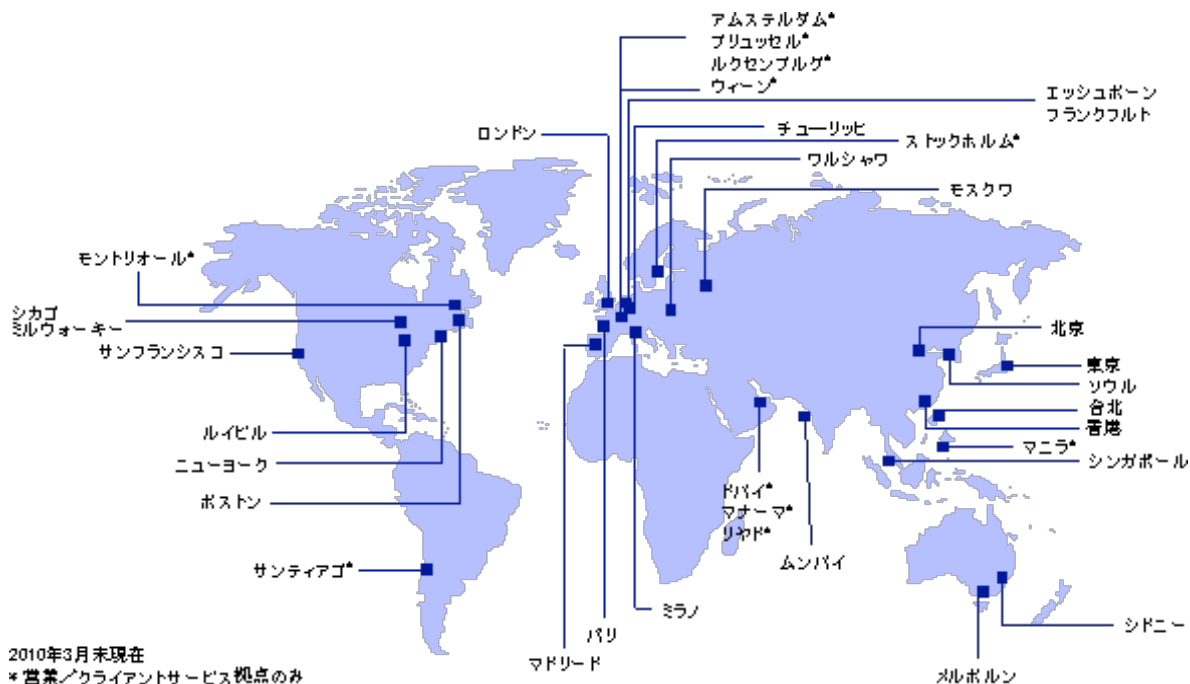 アムステルダム*
ブリュッセル*
ルクセンブルグ*
ウィーン*
エッシュボーン
フランクフルト
ロンドン
チューリッヒ
ストックホルム*
ワルシャワ
モスクワ
モントリオール*
シカゴ
ミルウォーキー
サンフランシスコ
北京
東京
ソウル
台北
香港
マニラ*
シンガポール
ルイビル
ニューヨーク
ボストン
ドバイ*
マナーマ*
リヤド*
ムンバイ
サンティアゴ*
ミラノ
パリ
マドリード
シドニー
メルボルン
2010年3月末現在
* 営業/クライアントサービス拠点のみ